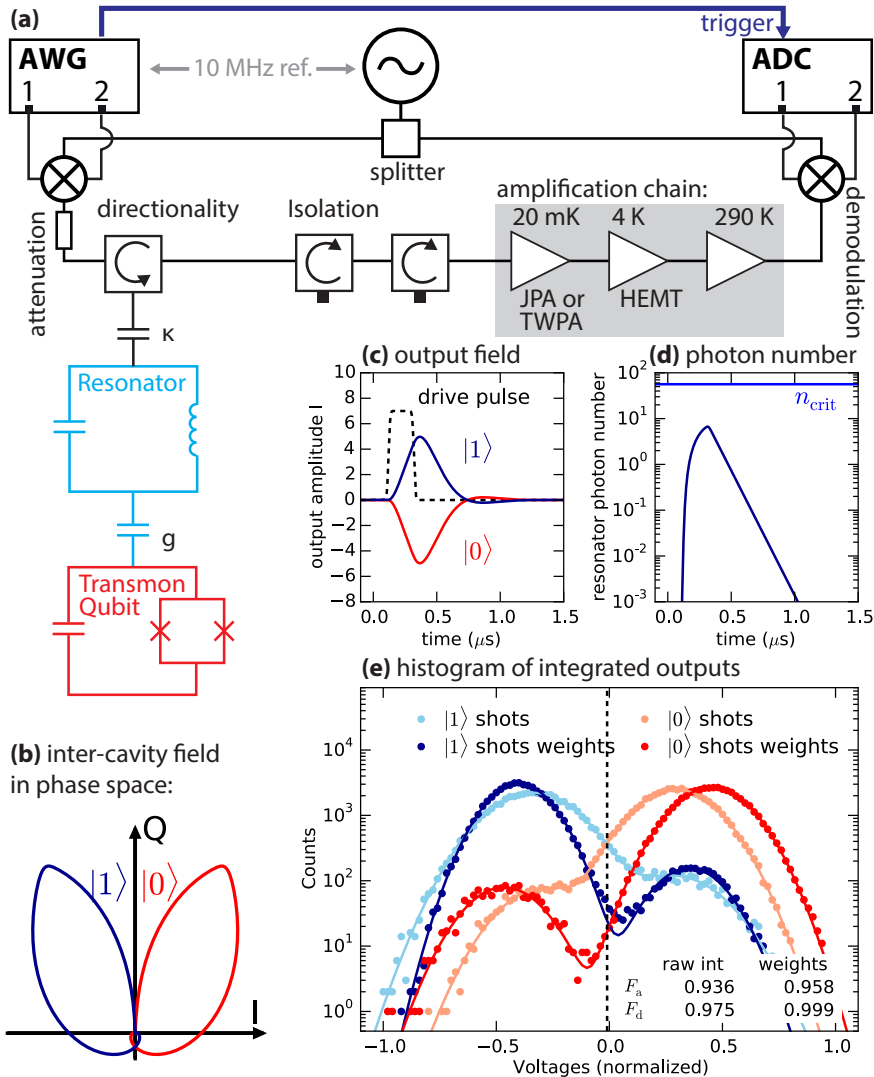 (a)
trigger
AWG
1 2
10 MHz ref.
ADC
1 2
splitter
attenuation
directionality
Isolation
amplification chain:
20 mK 4 K 290 K
JPA or
TWPA
HEMT
demodulation
κ
Resonator
g
Transmon
Qubit
(b) inter-cavity field
in phase space:
Q
|1⟩ |0⟩
I
(c) output field
10
8
6
4
2
0
−2
−4
−6
−8
output amplitude I
drive pulse
|1⟩
|0⟩
0.0 0.5 1.0 1.5
time (μs)
(d) photon number
10²
10¹
10⁰
10⁻¹
10⁻²
10⁻³
resonator photon number
n_crit
0.0 0.5 1.0 1.5
time (μs)
(e) histogram of integrated outputs
|1⟩ shots
|1⟩ shots weights
|0⟩ shots
|0⟩ shots weights
10⁴
10³
10²
10¹
10⁰
Counts
raw int weights
F_a 0.936 0.958
F_d 0.975 0.999
−1.0 −0.5 0.0 0.5 1.0
Voltages (normalized)